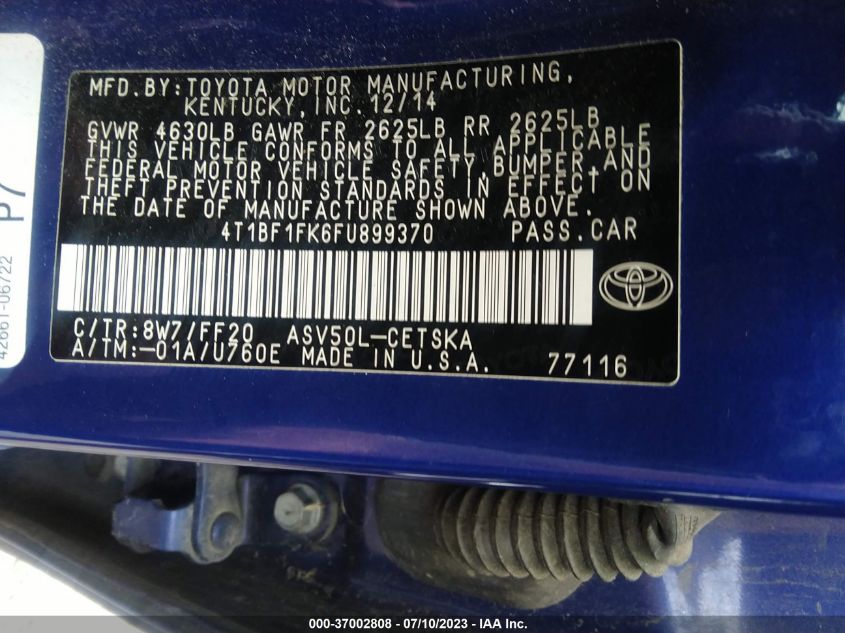 MFD. BY: TOYOTA MOTOR MANUFACTURING,
KENTUCKY, INC. 12/14
GVWR 4630LB GAWR FR 2625LB RR 2625LB
THIS VEHICLE CONFORMS TO ALL APPLICABLE
FEDERAL MOTOR VEHICLE SAFETY, BUMPER, AND
THEFT PREVENTION STANDARDS IN EFFECT ON
THE DATE OF MANUFACTURE SHOWN ABOVE.
4T1BF1FK6FU899370 PASS. CAR
C/TR: 8W7/FF20 ASV50L-CETSKA
A/TM: -01A/U760E MADE IN U.S.A. 77116
P7
42661-06722
000-37002808 - 07/10/2023 - IAA Inc.